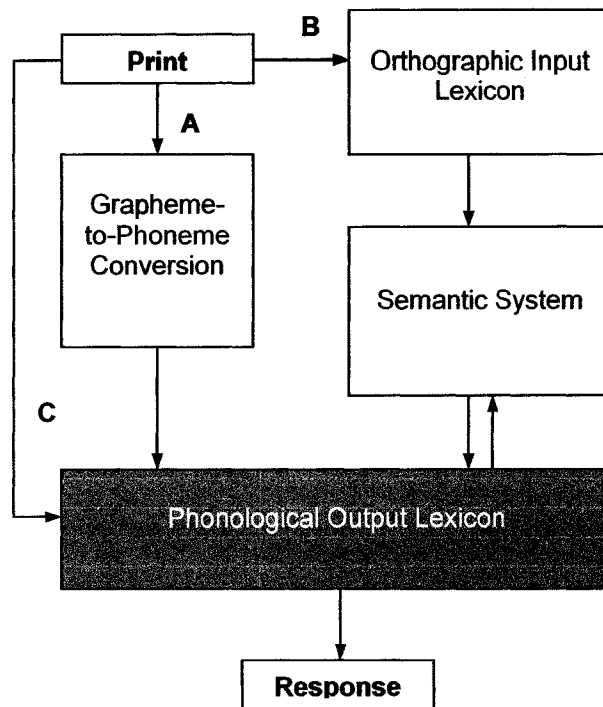 B
Print
Orthographic Input
Lexicon
A
Grapheme-
to-Phoneme
Conversion
Semantic System
C
Phonological Output Lexicon
Response